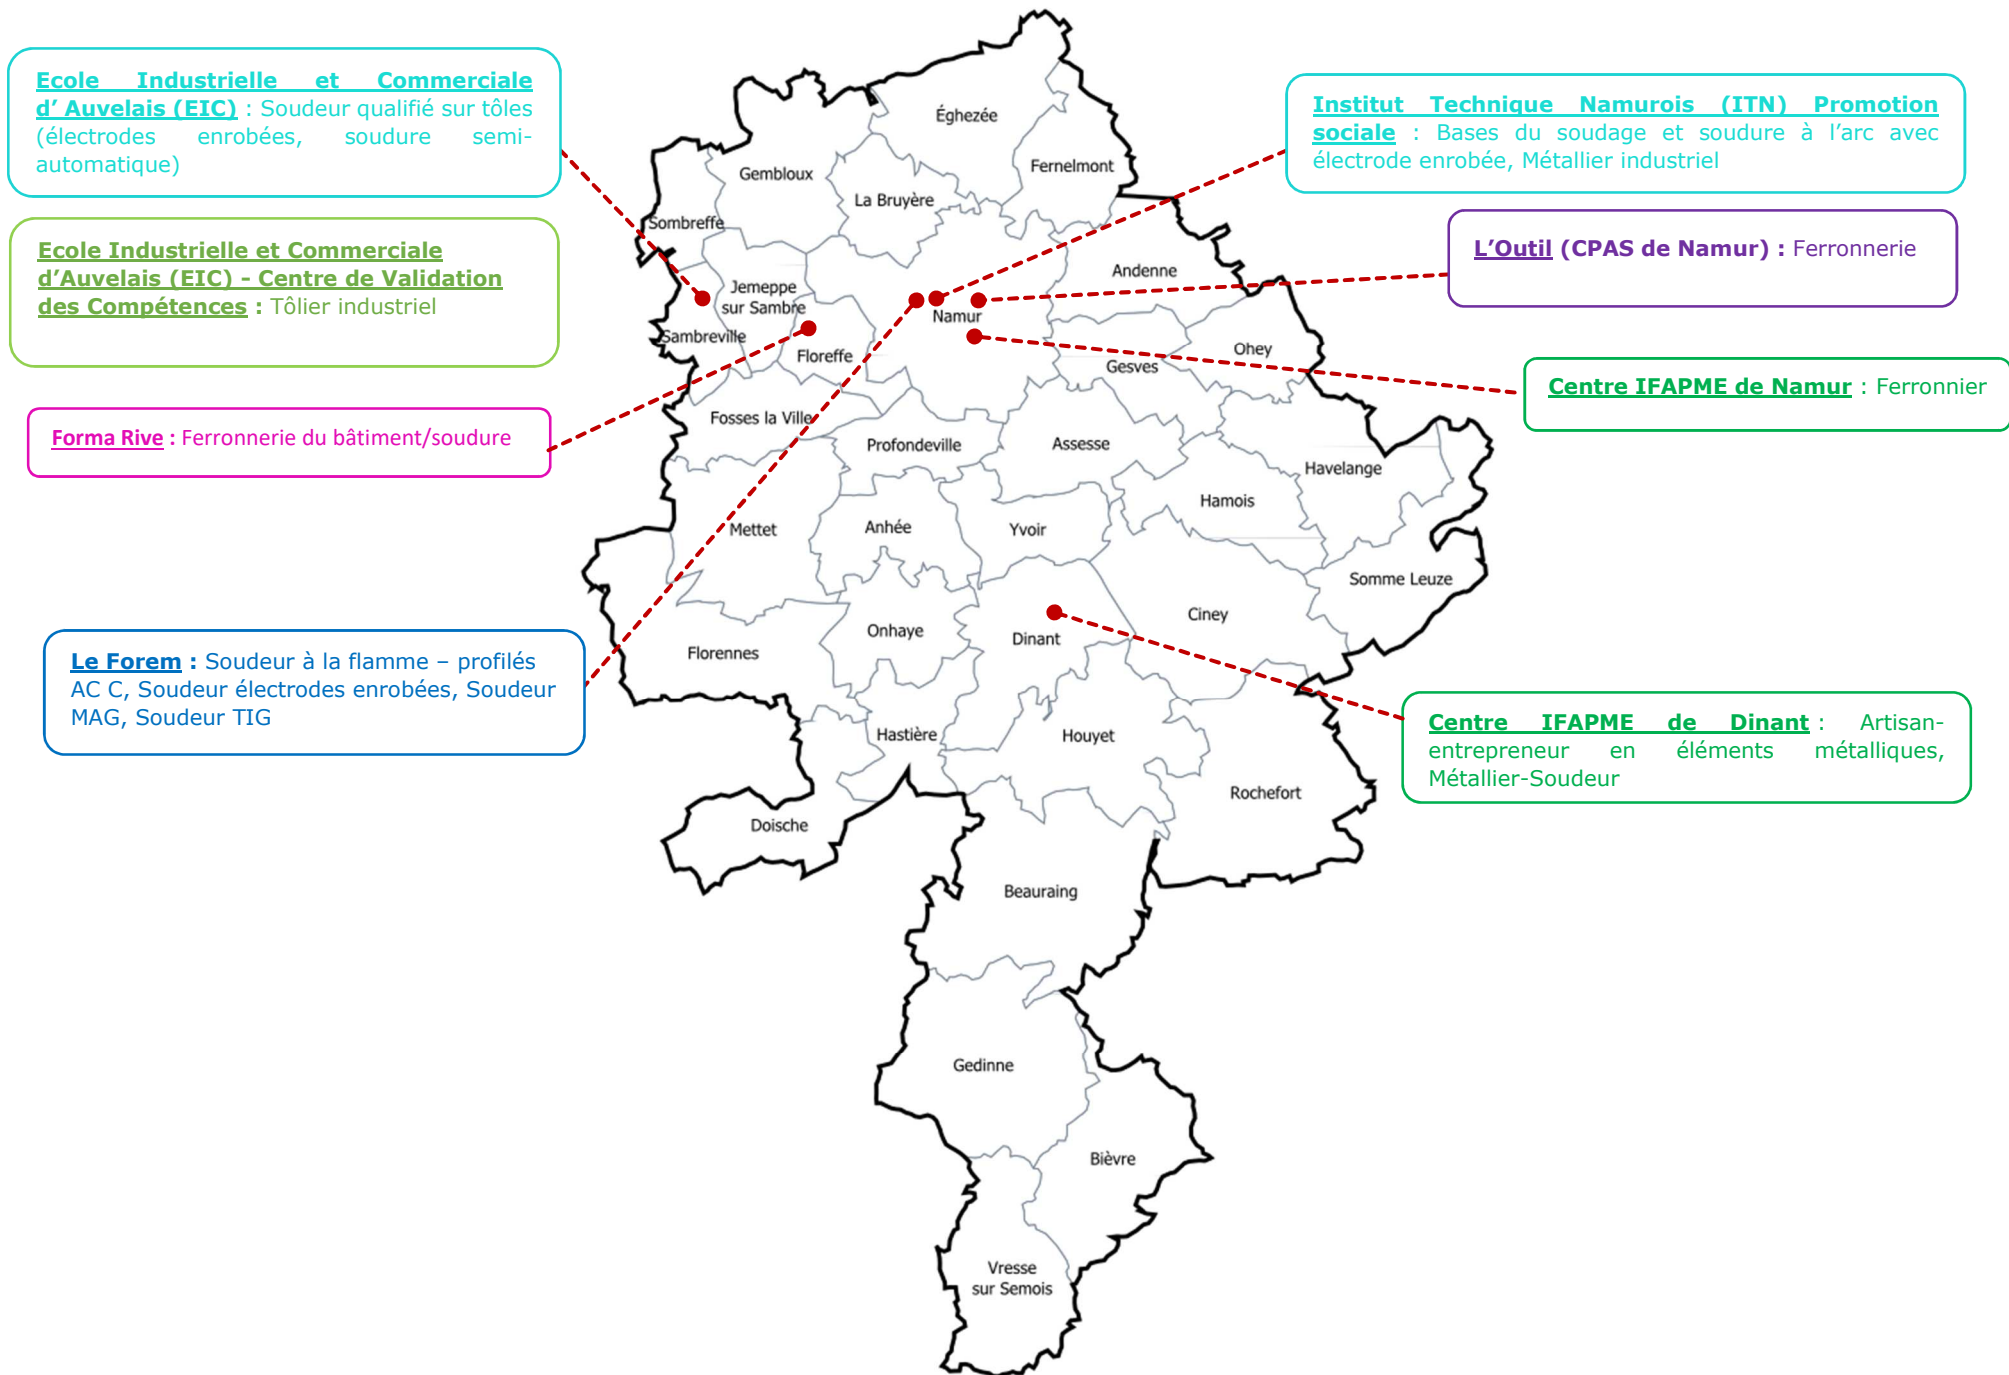 Ecole Industrielle et Commerciale
d’ Auvelais (EIC) : Soudeur qualifié sur tôles
(électrodes enrobées, soudure semi-
automatique)
Ecole Industrielle et Commerciale
d’Auvelais (EIC) - Centre de Validation
des Compétences : Tôlier industriel
Forma Rive : Ferronnerie du bâtiment/soudure
Le Forem : Soudeur à la flamme – profilés
AC C, Soudeur électrodes enrobées, Soudeur
MAG, Soudeur TIG
Institut Technique Namurois (ITN) Promotion
sociale : Bases du soudage et soudure à l’arc avec
électrode enrobée, Métallier industriel
L’Outil (CPAS de Namur) : Ferronnerie
Centre IFAPME de Namur : Ferronnier
Centre IFAPME de Dinant : Artisan-
entrepreneur en éléments métalliques,
Métallier-Soudeur
Éghezée
Gembloux
Fernelmont
La Bruyère
Sombreffe
Andenne
Jemeppe
sur Sambre
Namur
Sambreville
Floreffe
Ohey
Gesves
Fosses la Ville
Profondeville
Assesse
Havelange
Hamois
Mettet
Anhée
Yvoir
Somme Leuze
Ciney
Onhaye
Dinant
Florennes
Hastière
Houyet
Rochefort
Doische
Beauraing
Gedinne
Bièvre
Vresse
sur Semois